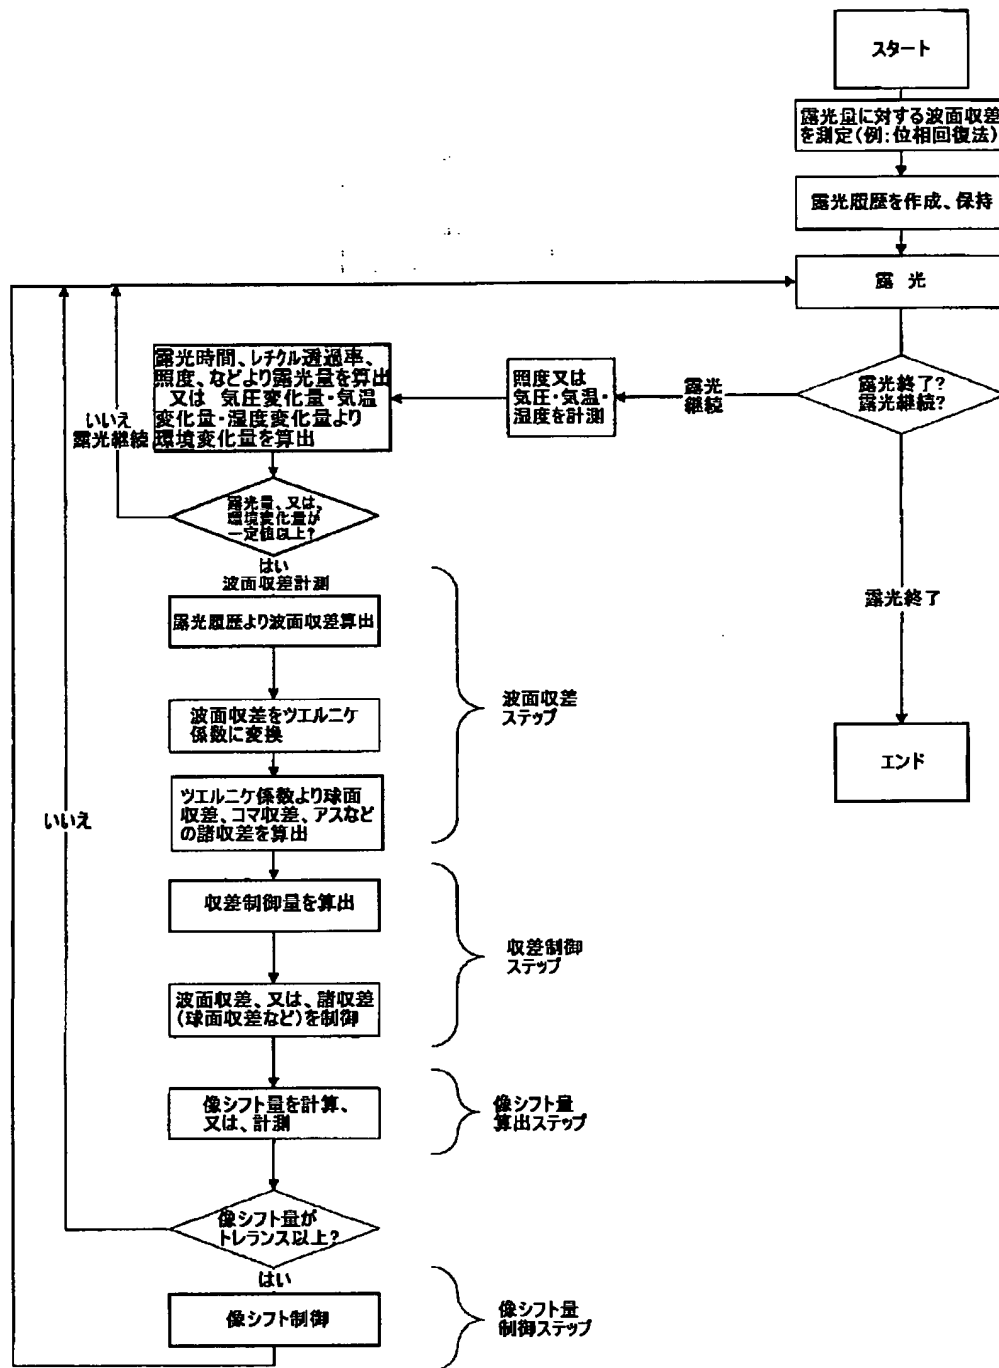 スタート
露光量に対する波面収差
を測定(例:位相回復法)
露光履歴を作成、保持
露 光
露光終了?
露光継続?
露光
継続
照度又は
気圧・気温・
湿度を計測
露光時間、レチクル透過率、
照度、などより露光量を算出
又は 気圧変化量・気温
変化量・湿度変化量より
環境変化量を算出
いいえ
露光継続
露光量、又は、
環境変化量が
一定値以上?
はい
波面収差計測
露光履歴より波面収差算出
波面収差をツエルニケ
係数に変換
ツエルニケ係数より球面
収差、コマ収差、アスなど
の諸収差を算出
波面収差
ステップ
露光終了
エンド
いいえ
収差制御量を算出
波面収差、又は、諸収差
(球面収差など)を制御
収差制御
ステップ
像シフト量を計算、
又は、計測
像シフト量
算出ステップ
像シフト量が
トレランス以上?
はい
像シフト制御
像シフト量
制御ステップ